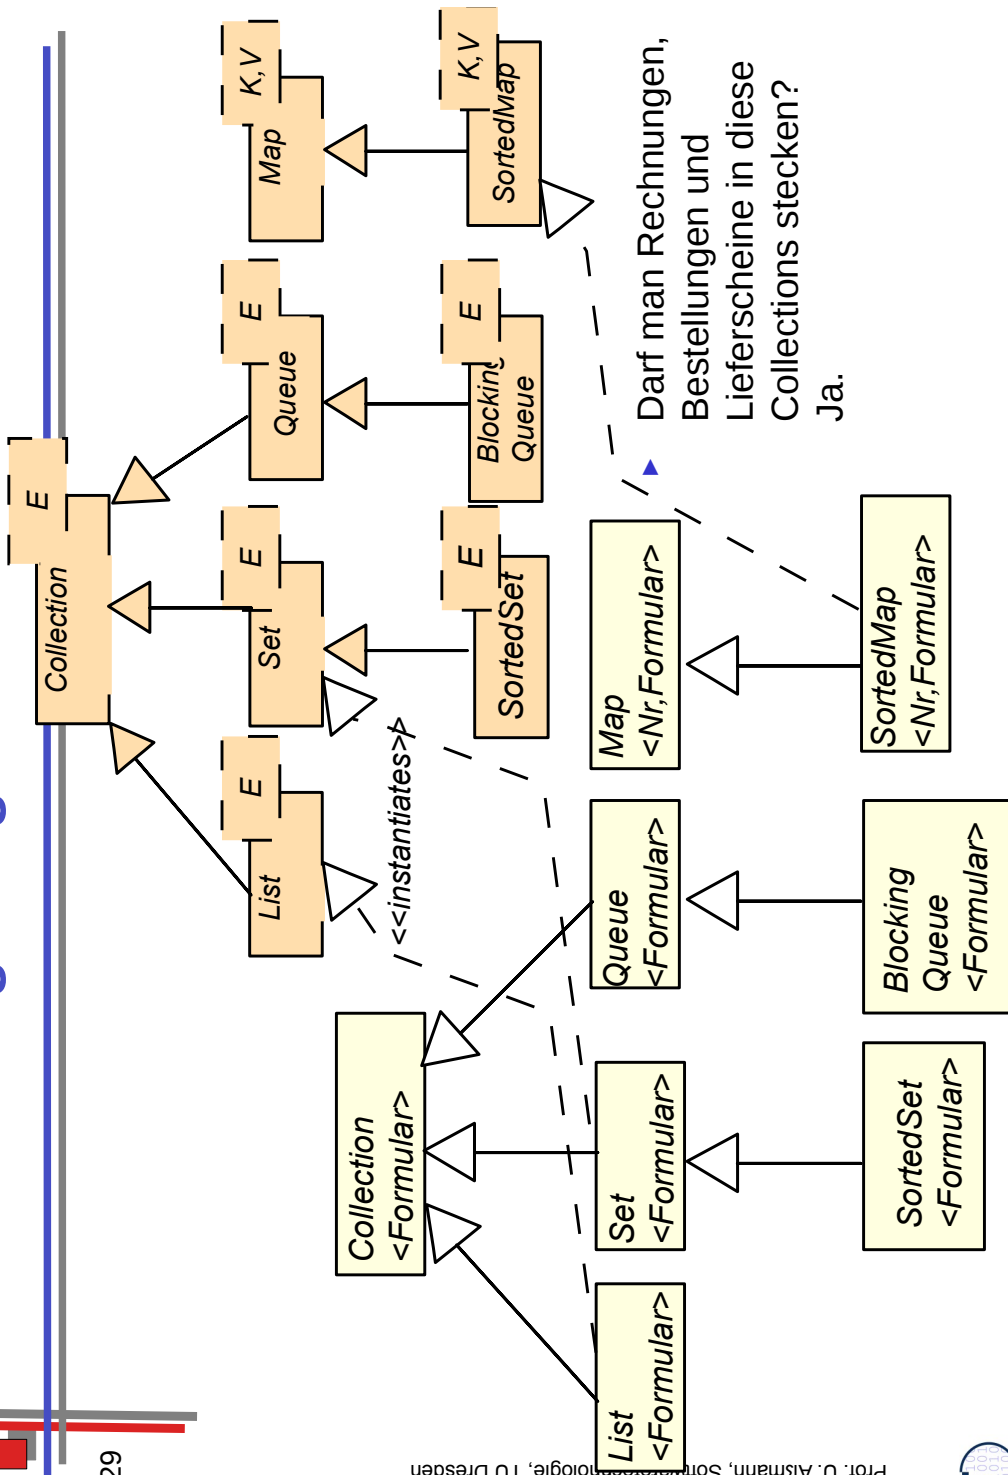 Collection
E
List
E
Set
E
Queue
E
Map
K,V
<<instantiates>>
SortedSet
E
Blocking
Queue
E
SortedMap
K,V
Collection
<Formular>
List
<Formular>
Set
<Formular>
Queue
<Formular>
Map
<Nr,Formular>
SortedSet
<Formular>
Blocking
Queue
<Formular>
SortedMap
<Nr,Formular>
Darf man Rechnungen,
Bestellungen und
Lieferscheine in diese
Collections stecken?
Ja.
29
Prof. U. Aßmann, Softwaretechnologie, TU Dresden